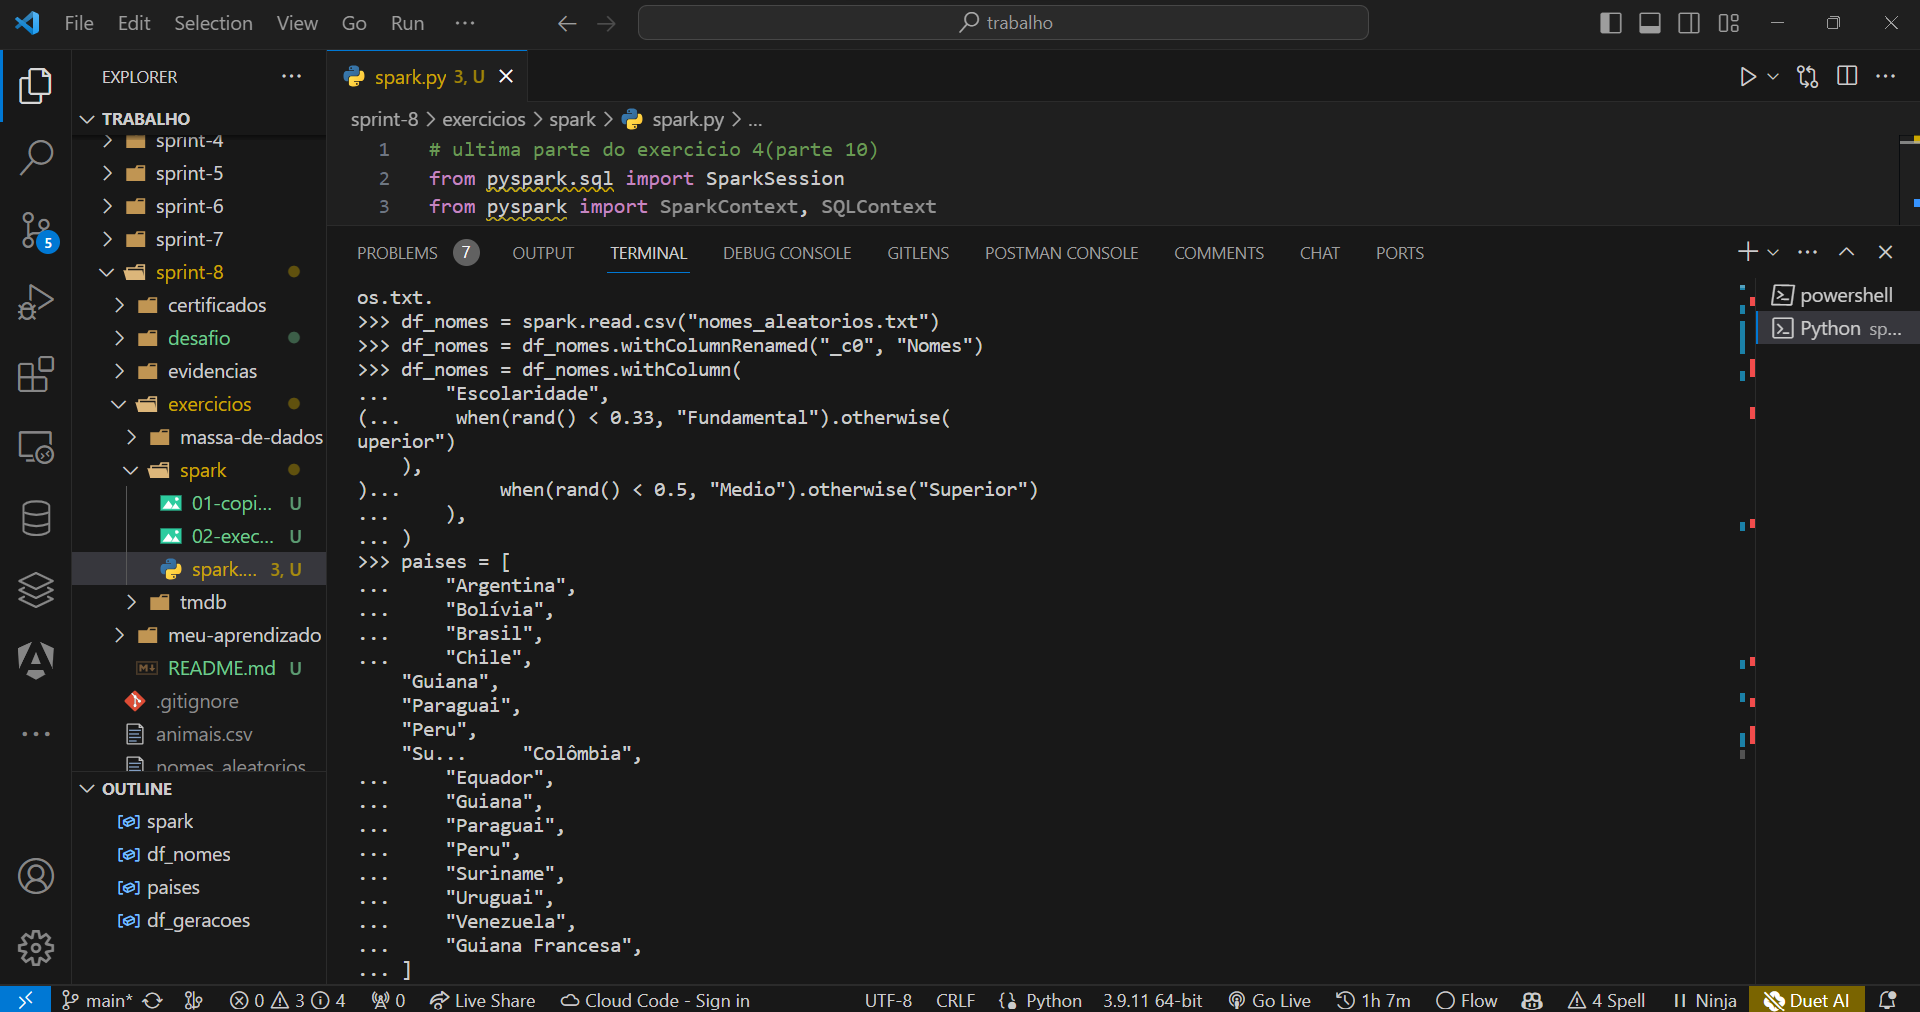 File Edit Selection View Go Run ···
trabalho
EXPLORER
TRABALHO
sprint-4
sprint-5
sprint-6
sprint-7
sprint-8
certificados
desafio
evidencias
exercicios
massa-de-dados
spark
01-copi... U
02-exec... U
spark.... 3, U
tmdb
meu-aprendizado
README.md U
.gitignore
animais.csv
nomes_aleatorios
OUTLINE
spark
df_nomes
paises
df_geracoes
spark.py 3, U
sprint-8 > exercicios > spark > spark.py > ...
1 # ultima parte do exercicio 4(parte 10)
2 from pyspark.sql import SparkSession
3 from pyspark import SparkContext, SQLContext
PROBLEMS 7 OUTPUT TERMINAL DEBUG CONSOLE GITLENS POSTMAN CONSOLE COMMENTS CHAT PORTS
os.txt.
>>> df_nomes = spark.read.csv("nomes_aleatorios.txt")
>>> df_nomes = df_nomes.withColumnRenamed("_c0", "Nomes")
>>> df_nomes = df_nomes.withColumn(
...     "Escolaridade",
(...     when(rand() < 0.33, "Fundamental").otherwise(
uperior")
    ),
)...         when(rand() < 0.5, "Medio").otherwise("Superior")
...     ),
... )
>>> paises = [
...     "Argentina",
...     "Bolívia",
...     "Brasil",
...     "Chile",
    "Guiana",
    "Paraguai",
    "Peru",
    "Su...     "Colômbia",
...     "Equador",
...     "Guiana",
...     "Paraguai",
...     "Peru",
...     "Suriname",
...     "Uruguai",
...     "Venezuela",
...     "Guiana Francesa",
... ]
powershell
Python sp...
5
main* 0 3 4 0 Live Share Cloud Code - Sign in UTF-8 CRLF Python 3.9.11 64-bit Go Live 1h 7m Flow 4 Spell Ninja Duet AI